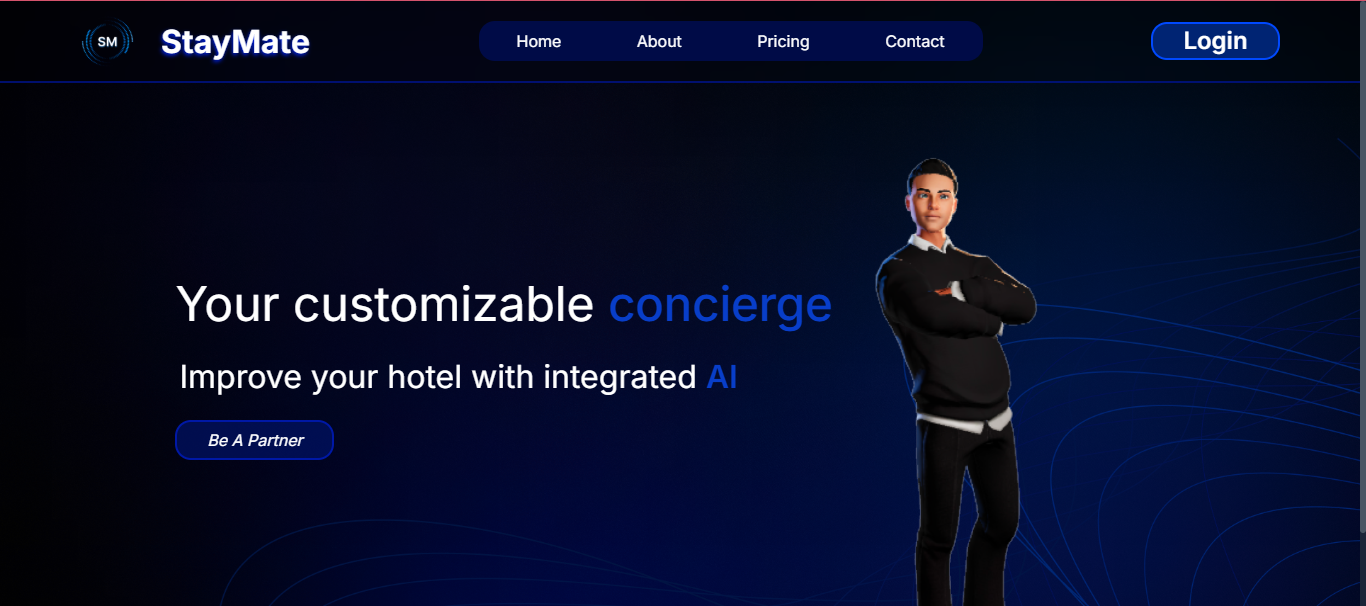 SM
StayMate
Home
About
Pricing
Contact
Login
Your customizable concierge
Improve your hotel with integrated AI
Be A Partner